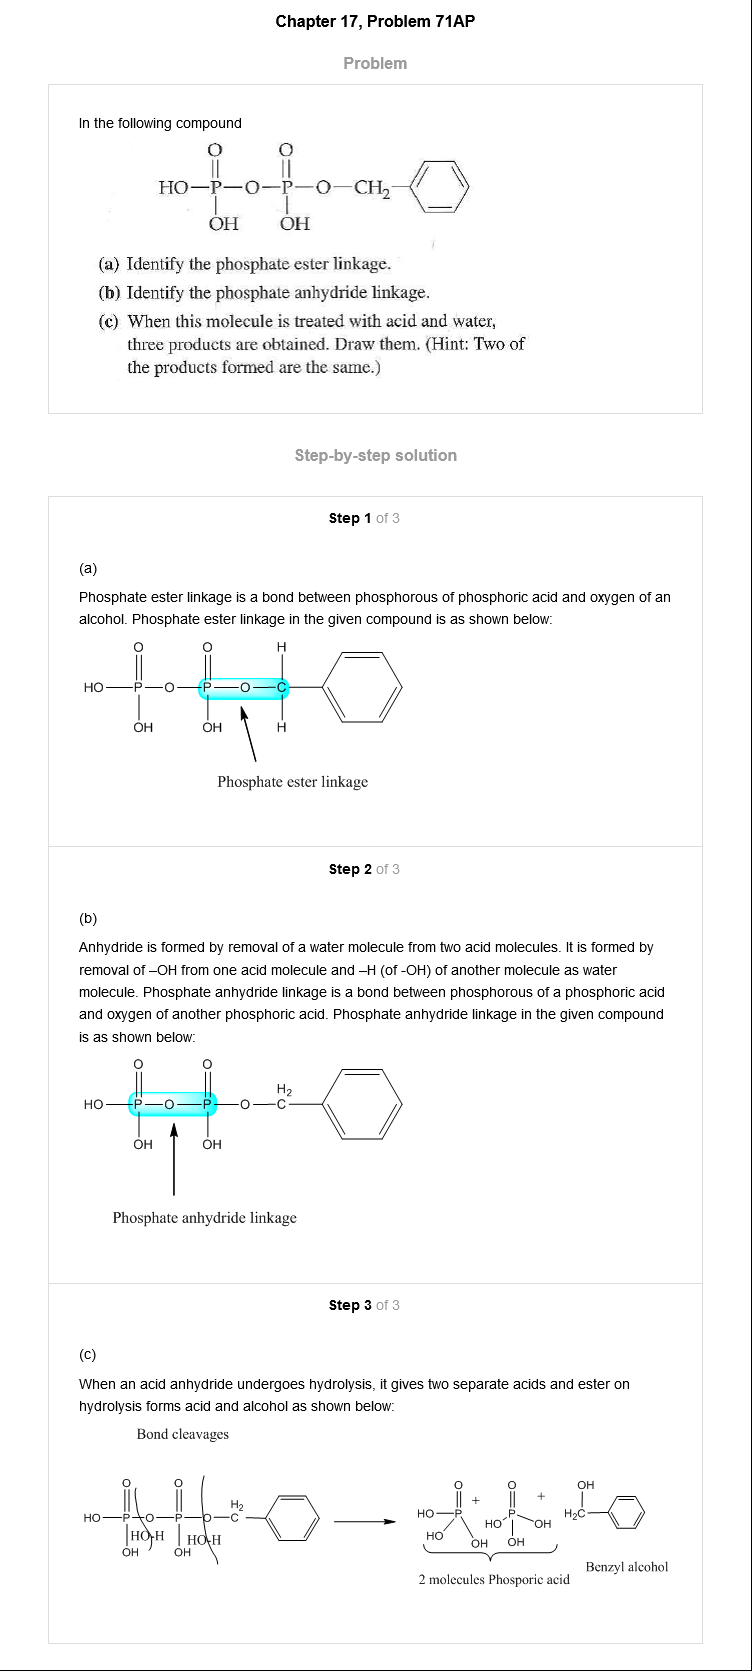 Chapter 17, Problem 71AP
Problem
In the following compound
O O
HO—P—O—P—O—CH₂
OH OH
(a) Identify the phosphate ester linkage.
(b) Identify the phosphate anhydride linkage.
(c) When this molecule is treated with acid and water,
three products are obtained. Draw them. (Hint: Two of
the products formed are the same.)
Step-by-step solution
Step 1 of 3
(a)
Phosphate ester linkage is a bond between phosphorous of phosphoric acid and oxygen of an
alcohol. Phosphate ester linkage in the given compound is as shown below:
O O H
HO—P—O—P—O—C
OH OH H
Phosphate ester linkage
Step 2 of 3
(b)
Anhydride is formed by removal of a water molecule from two acid molecules. It is formed by
removal of –OH from one acid molecule and –H (of -OH) of another molecule as water
molecule. Phosphate anhydride linkage is a bond between phosphorous of a phosphoric acid
and oxygen of another phosphoric acid. Phosphate anhydride linkage in the given compound
is as shown below:
O O H₂
HO—P—O—P—O—C
OH OH
Phosphate anhydride linkage
Step 3 of 3
(c)
When an acid anhydride undergoes hydrolysis, it gives two separate acids and ester on
hydrolysis forms acid and alcohol as shown below:
Bond cleavages
O O H₂ O + O + OH
HO—P—O—P—O—C HO—P P H₂C
HO-H HO-H HO HO OH
OH OH OH OH
2 molecules Phosporic acid Benzyl alcohol